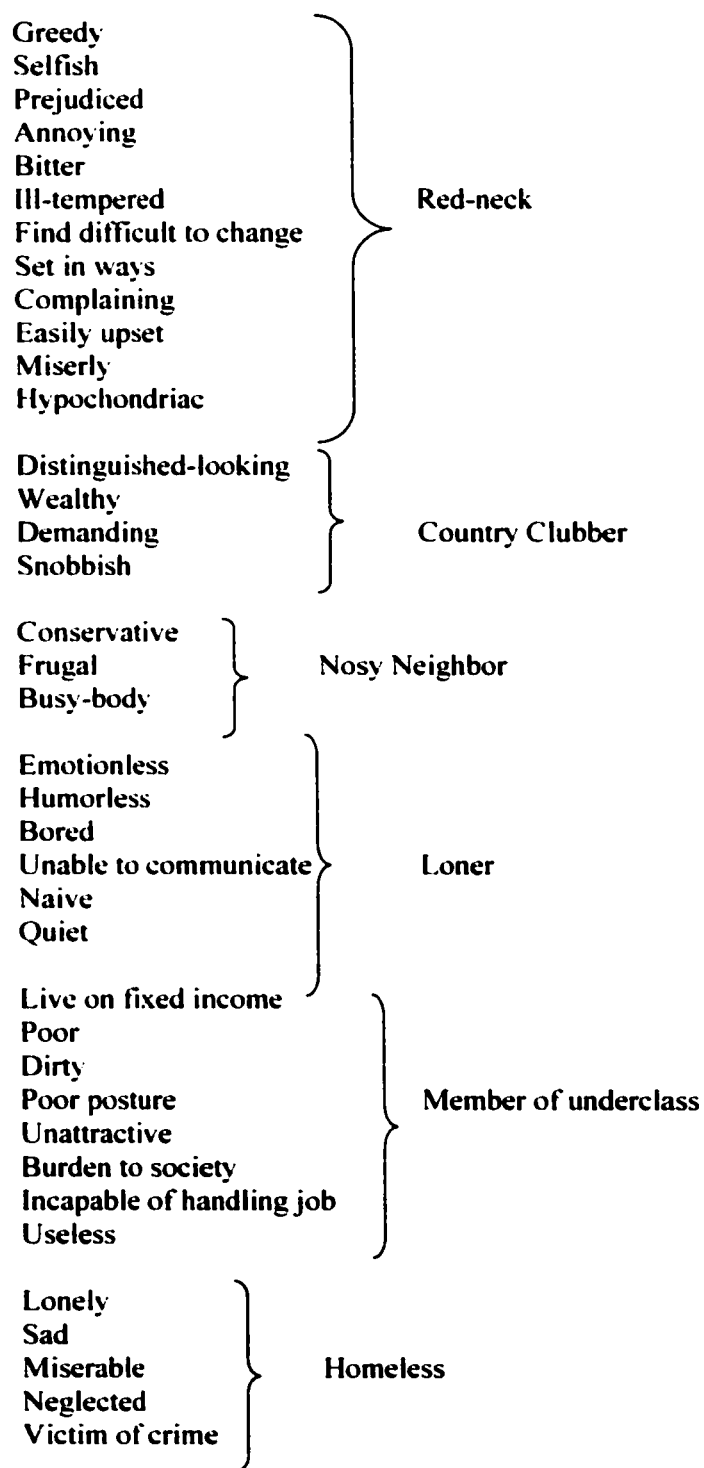 Greedy
Selfish
Prejudiced
Annoying
Bitter
Ill-tempered
Red-neck
Find difficult to change
Set in ways
Complaining
Easily upset
Miserly
Hypochondriac
Distinguished-looking
Wealthy
Demanding
Country Clubber
Snobbish
Conservative
Frugal
Nosy Neighbor
Busy-body
Emotionless
Humorless
Bored
Unable to communicate
Loner
Naive
Quiet
Live on fixed income
Poor
Dirty
Poor posture
Member of underclass
Unattractive
Burden to society
Incapable of handling job
Useless
Lonely
Sad
Miserable
Homeless
Neglected
Victim of crime